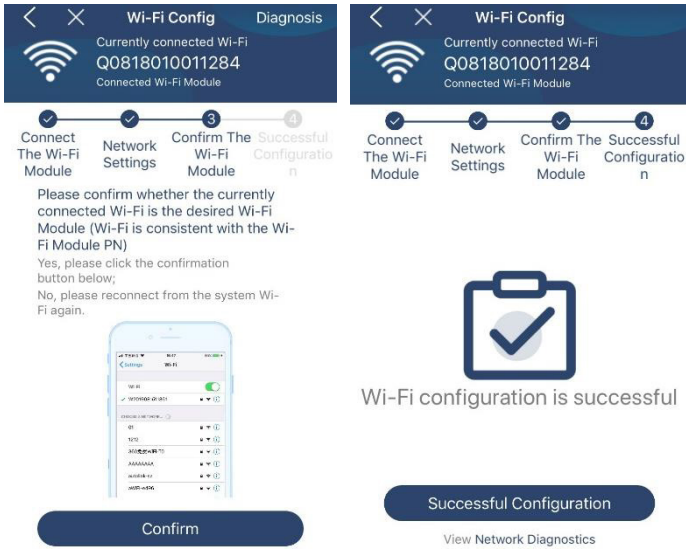 Wi-Fi Config
Diagnosis
Currently connected Wi-Fi
Q0818010011284
Connected Wi-Fi Module
3
4
Connect
The Wi-Fi
Module
Network
Settings
Confirm The
Wi-Fi
Module
Successful
Configuratio
n
Please confirm whether the currently
connected Wi-Fi is the desired Wi-Fi
Module (Wi-Fi is consistent with the Wi-
Fi Module PN)
Yes, please click the confirmation
button below;
No, please reconnect from the system Wi-
Fi again.
Settings
Wi-Fi
Wi-Fi
01
1212
AAAAAAAA
Confirm
Wi-Fi Config
Currently connected Wi-Fi
Q0818010011284
Connected Wi-Fi Module
4
Connect
The Wi-Fi
Module
Network
Settings
Confirm The
Wi-Fi
Module
Successful
Configuratio
n
Wi-Fi configuration is successful
Successful Configuration
View Network Diagnostics